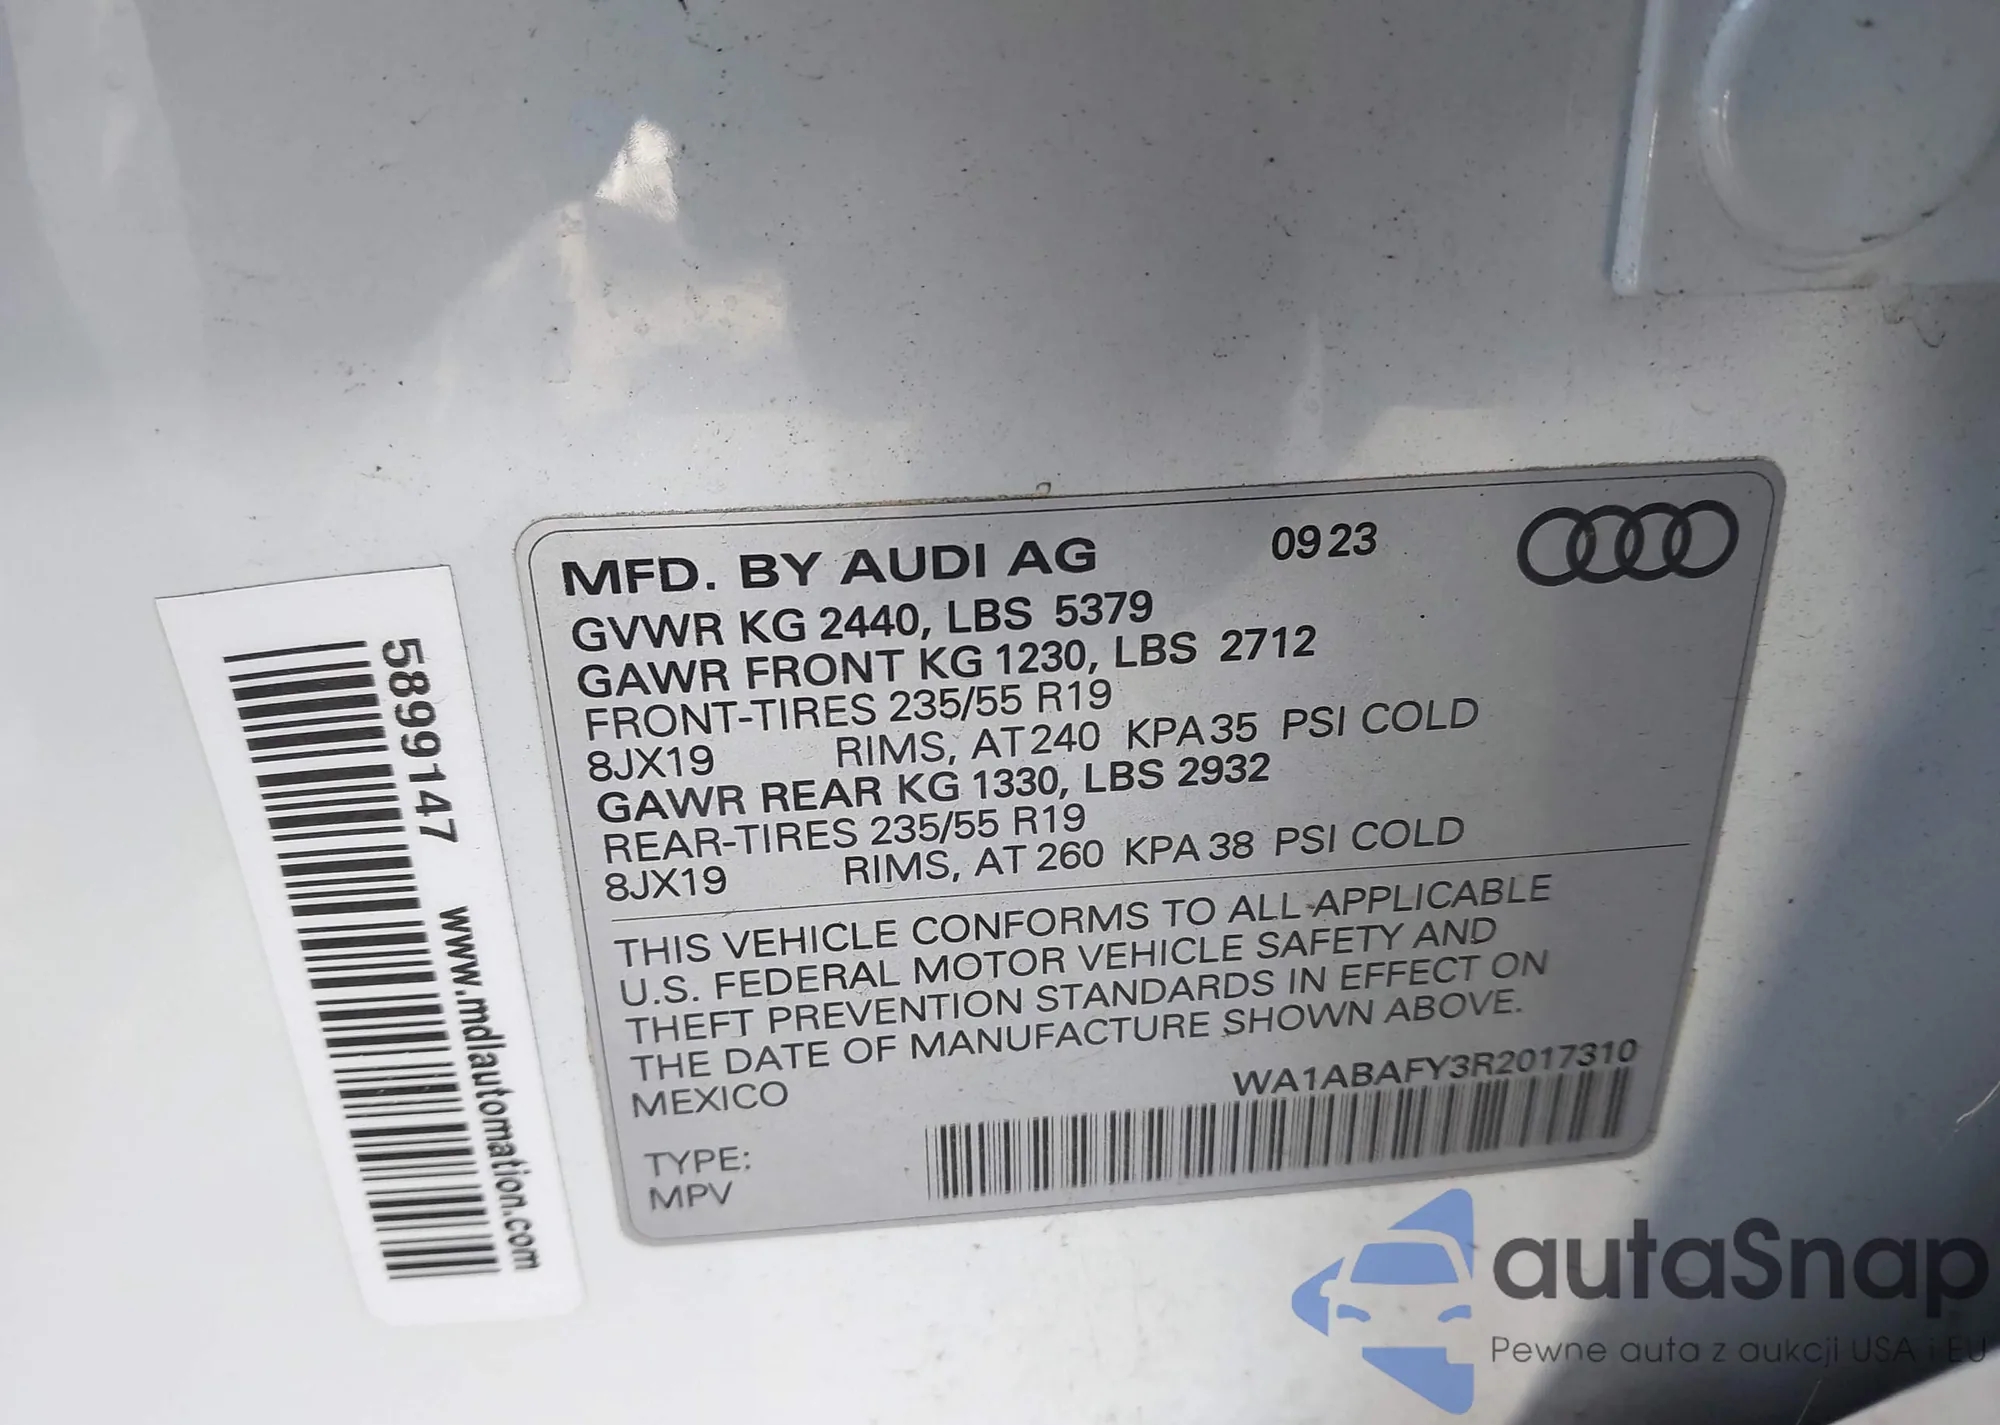 5899147
www.mdlautomation.com
MFD. BY AUDI AG 0923
GVWR KG 2440, LBS 5379
GAWR FRONT KG 1230, LBS 2712
FRONT-TIRES 235/55 R19
8JX19 RIMS, AT 240 KPA 35 PSI COLD
GAWR REAR KG 1330, LBS 2932
REAR-TIRES 235/55 R19
8JX19 RIMS, AT 260 KPA 38 PSI COLD
THIS VEHICLE CONFORMS TO ALL APPLICABLE
U.S. FEDERAL MOTOR VEHICLE SAFETY AND
THEFT PREVENTION STANDARDS IN EFFECT ON
THE DATE OF MANUFACTURE SHOWN ABOVE.
MEXICO
WA1ABAFY3R2017310
TYPE:
MPV
autaSnap
Pewne auta z aukcji USA i EU